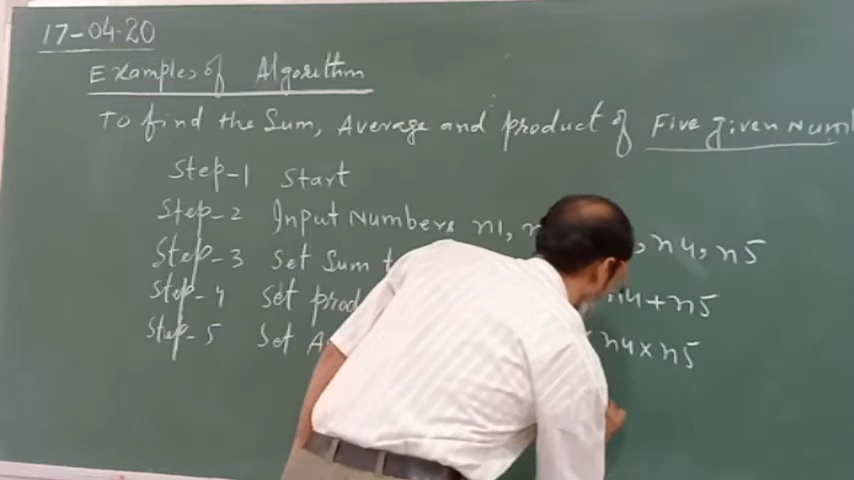 17-04-20
Examples of Algorithm
To find the Sum, Average and product of Five given Num
Step-1 Start
Step-2 Input Numbers n1, n4, n5
Step-3 Set Sum n4+n5
Step-4 Set prod n4×n5
Step-5 Set A